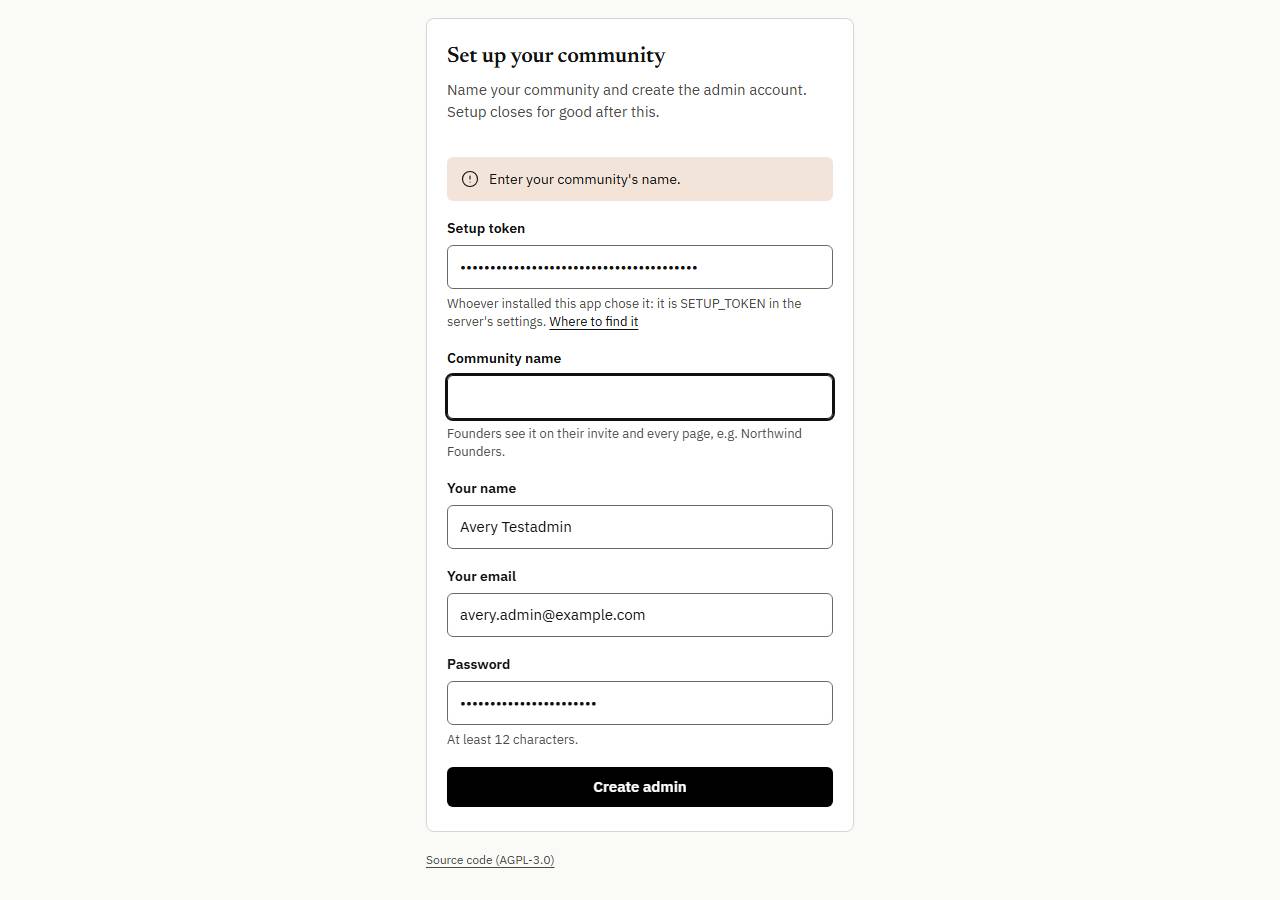 Set up your community
Name your community and create the admin account.
Setup closes for good after this.
Enter your community's name.
Setup token
••••••••••••••••••••••••••••••••••••••••
Whoever installed this app chose it: it is SETUP_TOKEN in the
server's settings. Where to find it
Community name
Founders see it on their invite and every page, e.g. Northwind
Founders.
Your name
Avery Testadmin
Your email
avery.admin@example.com
Password
•••••••••••••••••••••••
At least 12 characters.
Create admin
Source code (AGPL-3.0)